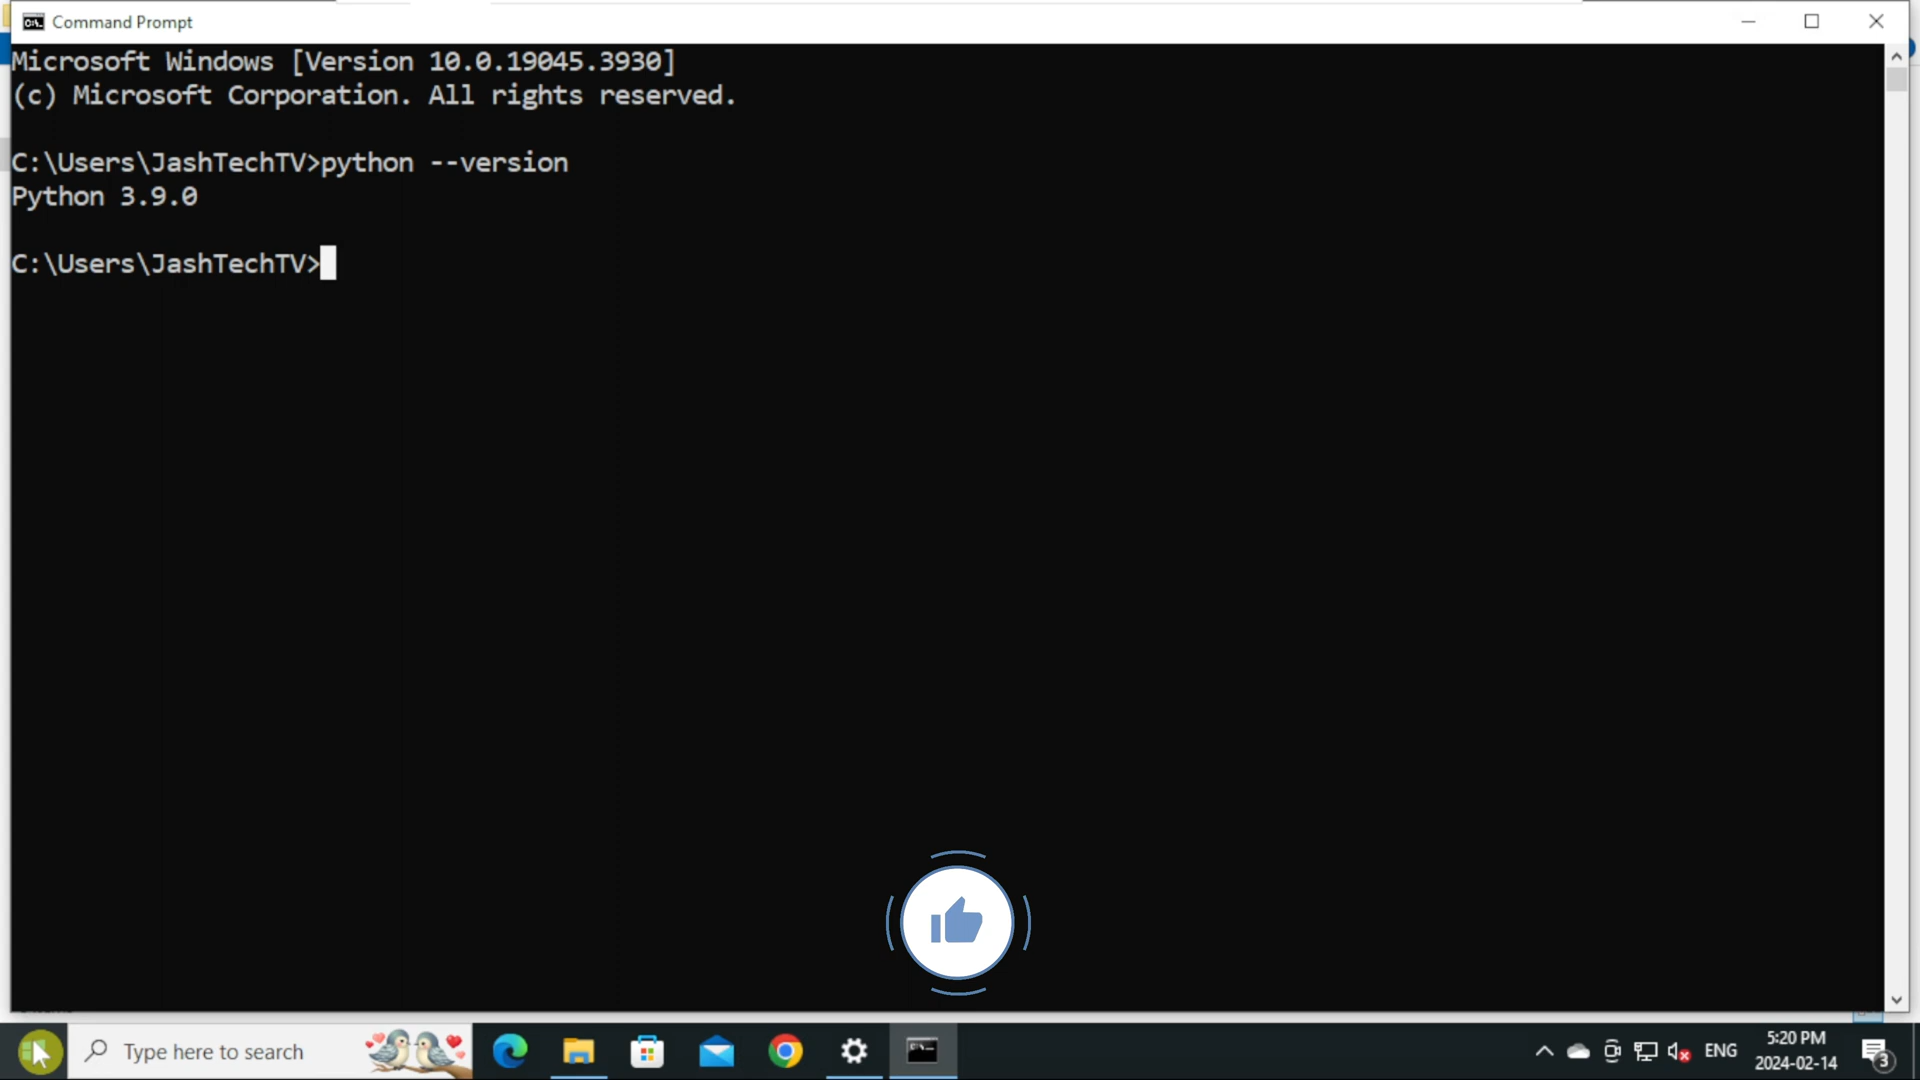 Command Prompt
Microsoft Windows [Version 10.0.19045.3930]
(c) Microsoft Corporation. All rights reserved.
C:\Users\JashTechTV>python --version
Python 3.9.0
C:\Users\JashTechTV>
Type here to search
ENG
5:20 PM
2024-02-14
3